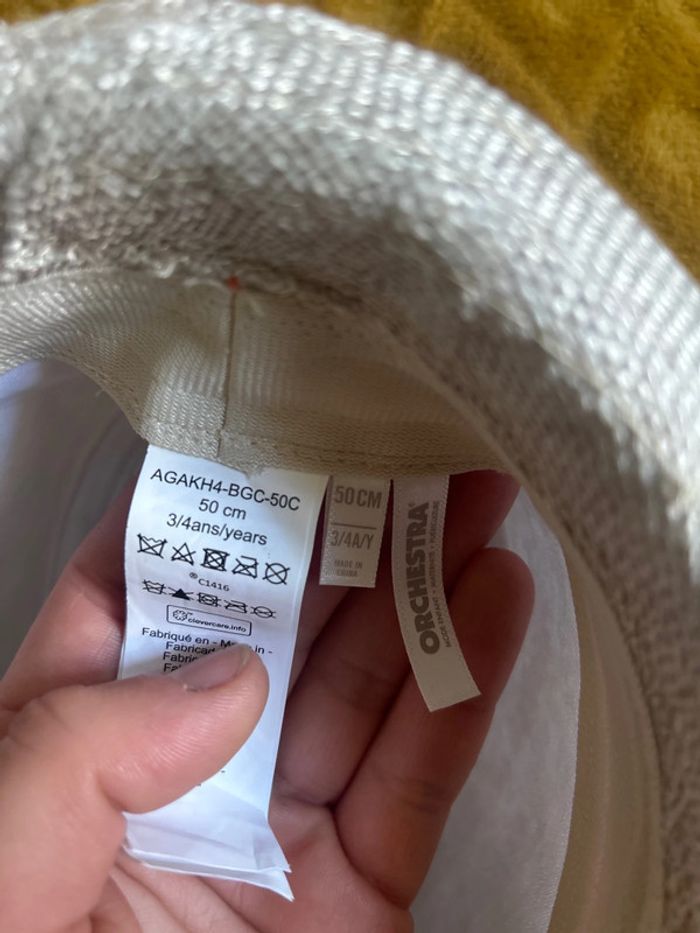 AGAKH4-BGC-50C
50 cm
3/4ans/years
® C1416
clevercare.info
Fabriqué en - Made in -
50CM
3/4A/Y
MADE IN
CHINA
ORCHESTRA